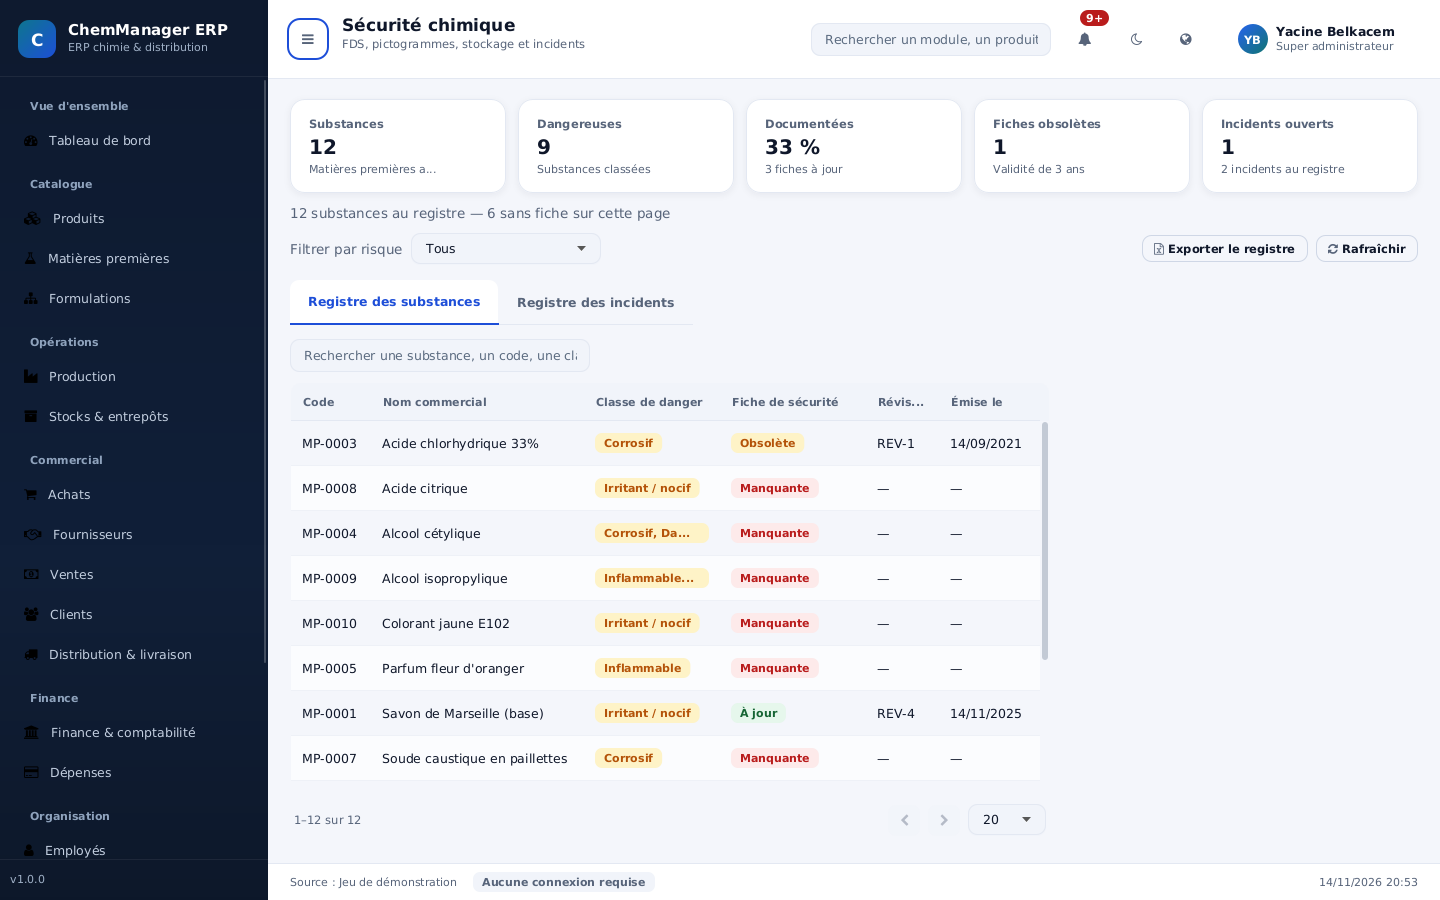 C
ChemManager ERP
ERP chimie & distribution
Vue d'ensemble
Tableau de bord
Catalogue
Produits
Matières premières
Formulations
Opérations
Production
Stocks & entrepôts
Commercial
Achats
Fournisseurs
Ventes
Clients
Distribution & livraison
Finance
Finance & comptabilité
Dépenses
Organisation
Employés
v1.0.0
Sécurité chimique
FDS, pictogrammes, stockage et incidents
Rechercher un module, un produit
9+
YB
Yacine Belkacem
Super administrateur
Substances
12
Matières premières a...
Dangereuses
9
Substances classées
Documentées
33 %
3 fiches à jour
Fiches obsolètes
1
Validité de 3 ans
Incidents ouverts
1
2 incidents au registre
12 substances au registre — 6 sans fiche sur cette page
Filtrer par risque Tous
Exporter le registre Rafraîchir
Registre des substances Registre des incidents
Rechercher une substance, un code, une cla
Code Nom commercial Classe de danger Fiche de sécurité Révis... Émise le
MP-0003 Acide chlorhydrique 33% Corrosif Obsolète REV-1 14/09/2021
MP-0008 Acide citrique Irritant / nocif Manquante — —
MP-0004 Alcool cétylique Corrosif, Da... Manquante — —
MP-0009 Alcool isopropylique Inflammable... Manquante — —
MP-0010 Colorant jaune E102 Irritant / nocif Manquante — —
MP-0005 Parfum fleur d'oranger Inflammable Manquante — —
MP-0001 Savon de Marseille (base) Irritant / nocif À jour REV-4 14/11/2025
MP-0007 Soude caustique en paillettes Corrosif Manquante — —
1–12 sur 12 20
Source : Jeu de démonstration Aucune connexion requise 14/11/2026 20:53